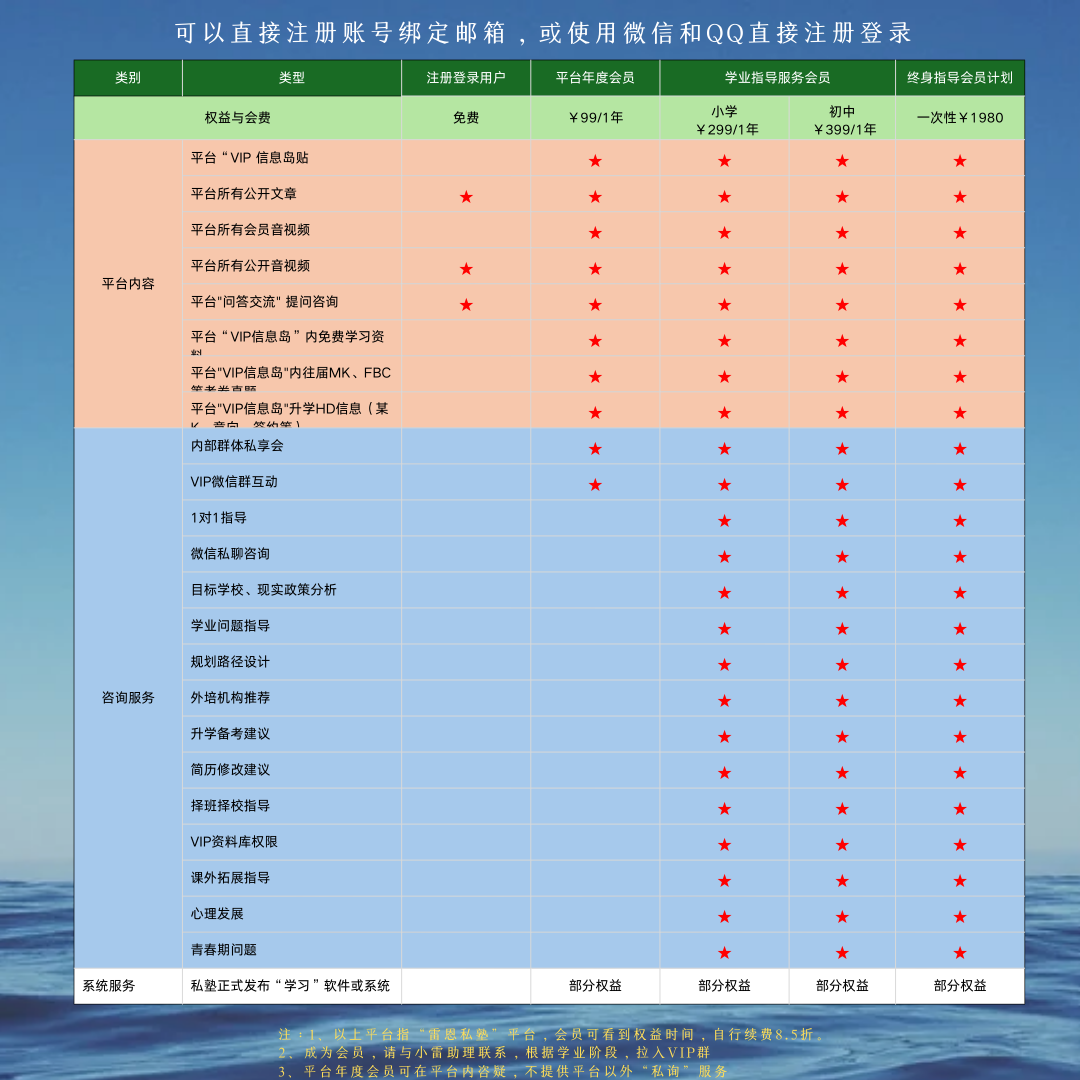 可以直接注册账号绑定邮箱，或使用微信和QQ直接注册登录
类别 类型 注册登录用户 平台年度会员 学业指导服务会员 终身指导会员计划
权益与会费 免费 ￥99/1年 小学 ￥299/1年 初中 ￥399/1年 一次性￥1980
平台内容
平台“VIP 信息岛贴 ★ ★ ★ ★
平台所有公开文章 ★ ★ ★ ★ ★
平台所有会员音视频 ★ ★ ★ ★
平台所有公开音视频 ★ ★ ★ ★ ★
平台"问答交流" 提问咨询 ★ ★ ★ ★ ★
平台“VIP信息岛”内免费学习资
料 ★ ★ ★ ★
平台"VIP信息岛"内往届MK、FBC
等考卷真题 ★ ★ ★ ★
平台"VIP信息岛"升学HD信息（某
K、意向、签约等） ★ ★ ★ ★
咨询服务
内部群体私享会 ★ ★ ★ ★
VIP微信群互动 ★ ★ ★ ★
1对1指导 ★ ★ ★
微信私聊咨询 ★ ★ ★
目标学校、现实政策分析 ★ ★ ★
学业问题指导 ★ ★ ★
规划路径设计 ★ ★ ★
外培机构推荐 ★ ★ ★
升学备考建议 ★ ★ ★
简历修改建议 ★ ★ ★
择班择校指导 ★ ★ ★
VIP资料库权限 ★ ★ ★
课外拓展指导 ★ ★ ★
心理发展 ★ ★ ★
青春期问题 ★ ★ ★
系统服务 私塾正式发布“学习”软件或系统 部分权益 部分权益 部分权益 部分权益
注：1、以上平台指“雷恩私塾”平台，会员可看到权益时间，自行续费8.5折。
2、成为会员，请与小雷助理联系，根据学业阶段，拉入VIP群
3、平台年度会员可在平台内咨疑，不提供平台以外“私询”服务